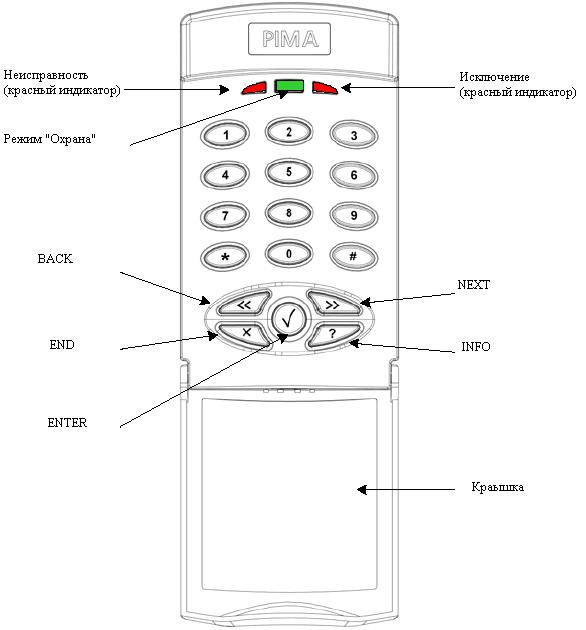 PIMA
Неисправность
(красный индикатор)
Исключение
(красный индикатор)
Режим "Охрана"
1 2 3
4 5 6
7 8 9
* 0 #
BACK
<< >>
NEXT
× √ ?
END
INFO
ENTER
Краышка